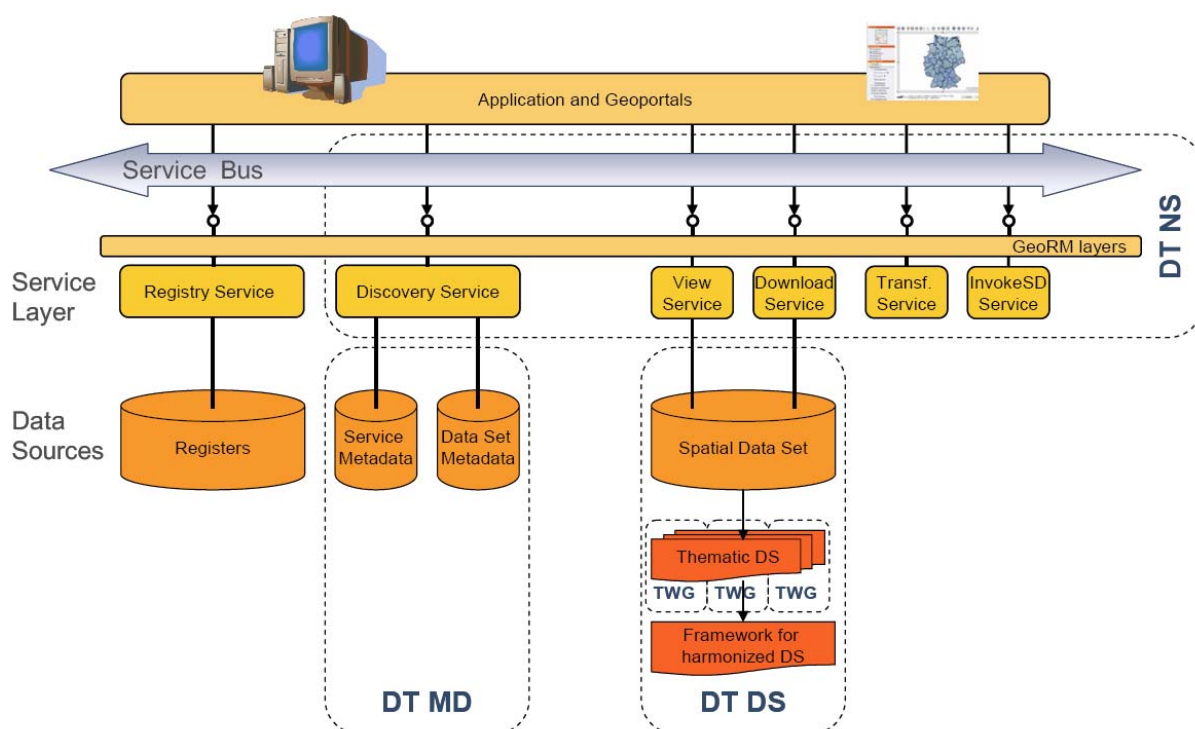 Application and Geoportals
Service Bus
DT NS
GeoRM layers
Service
Layer
Registry Service
Discovery Service
View
Service
Download
Service
Transf.
Service
InvokeSD
Service
Data
Sources
Registers
Service
Metadata
Data Set
Metadata
Spatial Data Set
Thematic DS
TWG TWG TWG
Framework for
harmonized DS
DT MD
DT DS